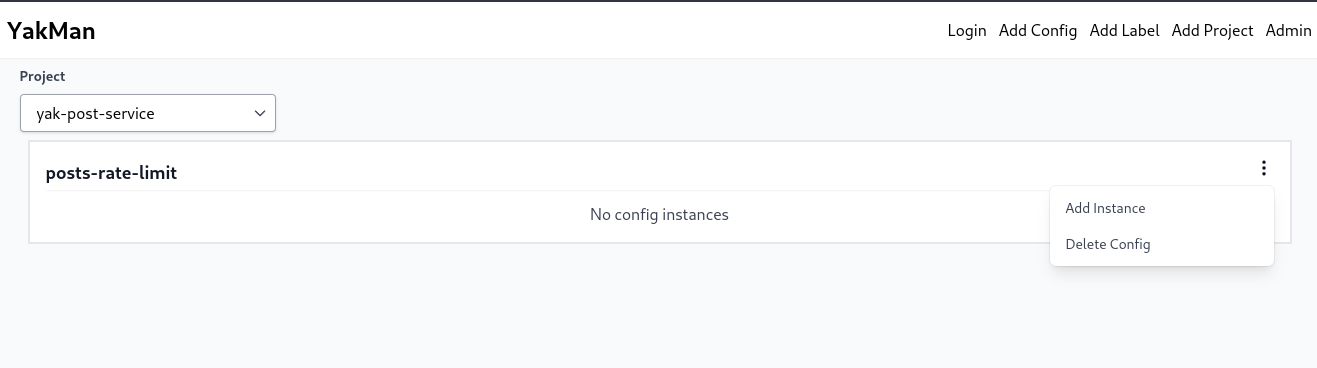 YakMan
Login Add Config Add Label Add Project Admin
Project
yak-post-service
posts-rate-limit
No config instances
Add Instance
Delete Config